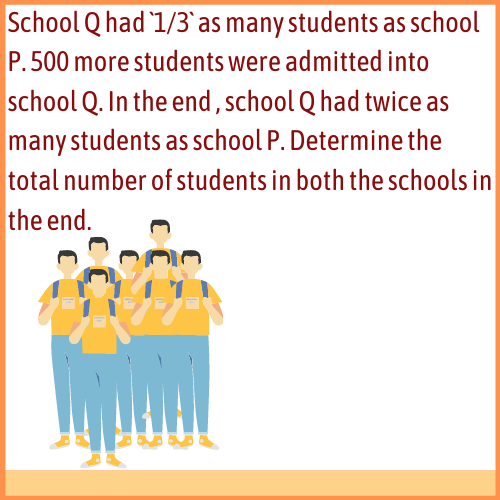 School Q had `1/3` as many students as school
P. 500 more students were admitted into
school Q. In the end , school Q had twice as
many students as school P. Determine the
total number of students in both the schools in
the end.